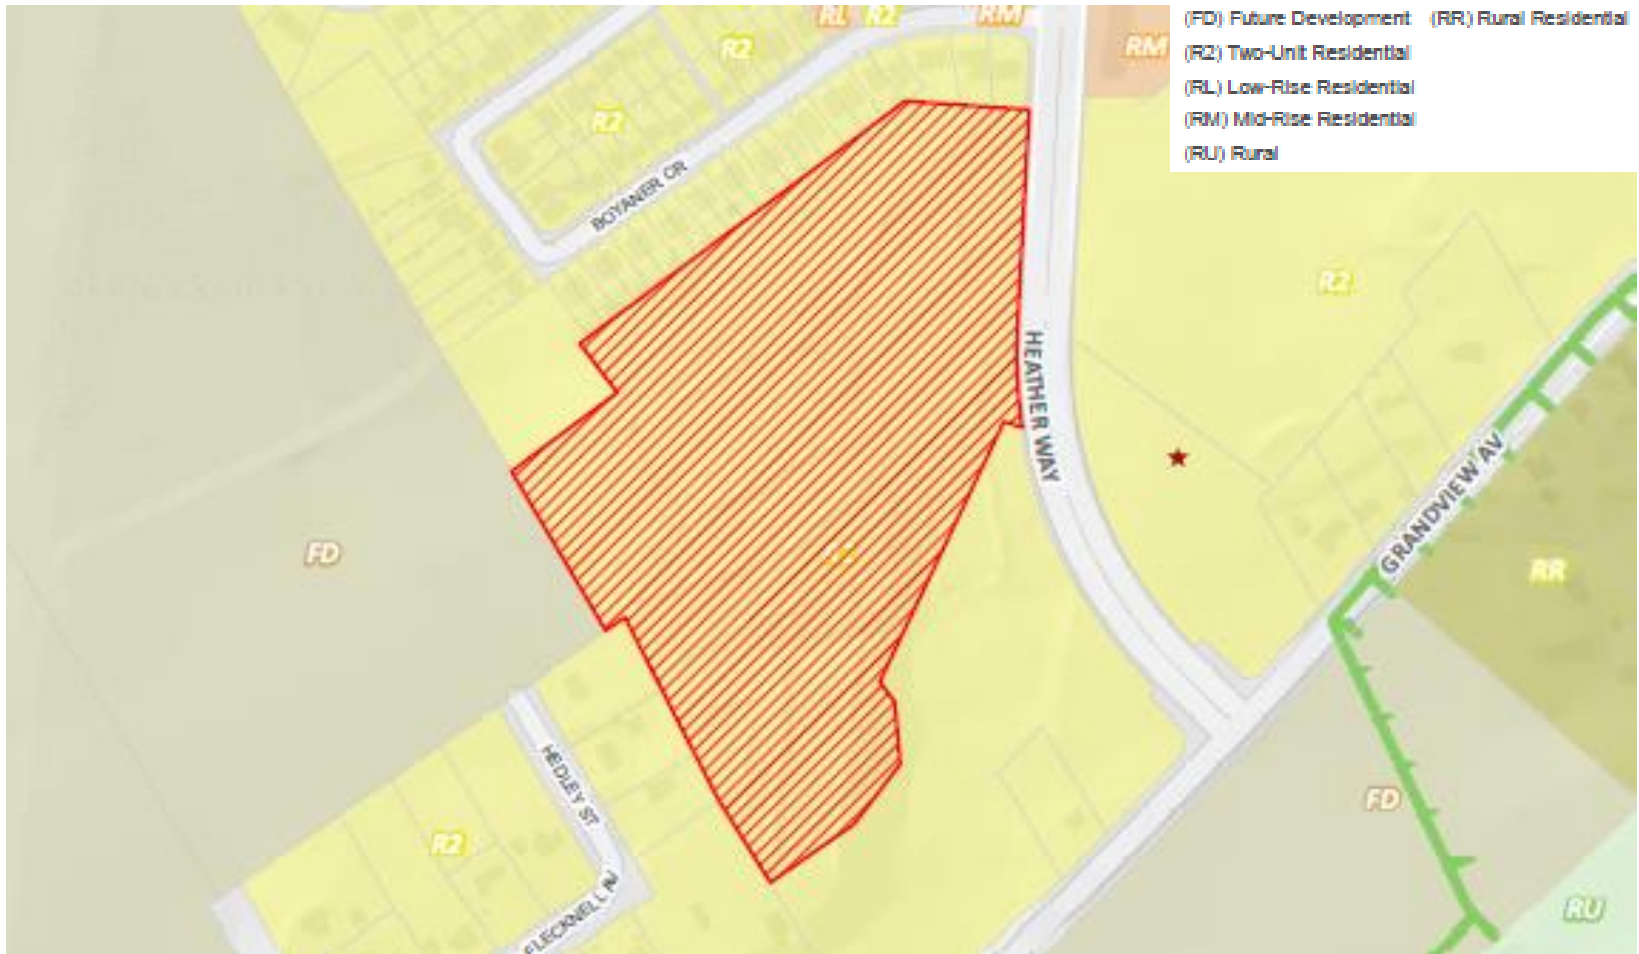 RL R2 RM
(FD) Future Development (RR) Rural Residential
R2
RM
(R2) Two-Unit Residential
(RL) Low-Rise Residential
R2
(RM) Mid-Rise Residential
(RU) Rural
BOYANER CR
R2
HEATHER WAY
GRANDVIEW AV
FD
RR
HEDLEY ST
FD
R2
FLECKNELL AV
RU